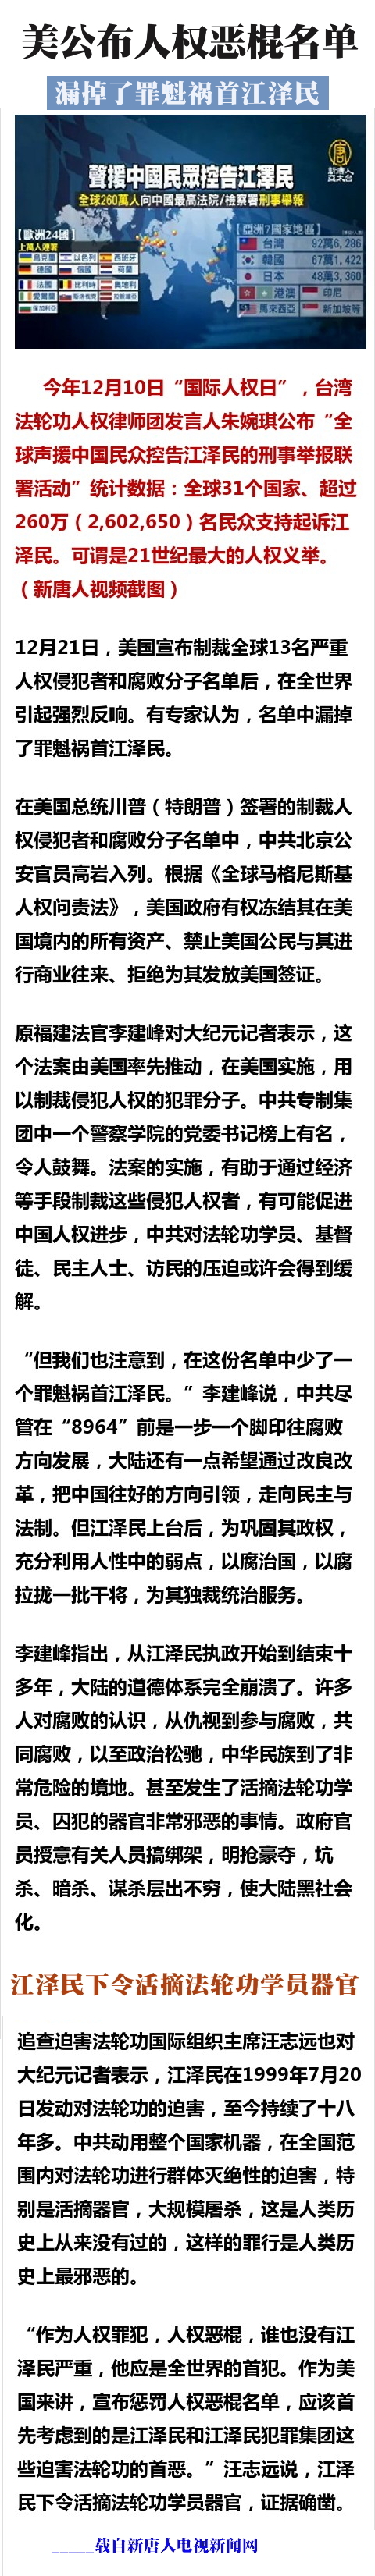 美公布人权恶棍名单
漏掉了罪魁祸首江泽民
聲援中國民眾控告江澤民
全球260萬人向中國最高法院/檢察署刑事舉報
【歐洲24國】
上萬人連署
烏克蘭 以色列 西班牙
德國 俄國 荷蘭
法國 比利時 奧地利
愛爾蘭
保加利亞
【亞洲7國家地區】
台灣 92萬6,286
韓國 67萬1,422
日本 48萬3,360
港澳 印尼
馬來西亞 新加坡等
今年12月10日“国际人权日”，台湾
法轮功人权律师团发言人朱婉琪公布“全
球声援中国民众控告江泽民的刑事举报联
署活动”统计数据：全球31个国家、超过
260万（2,602,650）名民众支持起诉江
泽民。可谓是21世纪最大的人权义举。
（新唐人视频截图）
12月21日，美国宣布制裁全球13名严重
人权侵犯者和腐败分子名单后，在全世界
引起强烈反响。有专家认为，名单中漏掉
了罪魁祸首江泽民。
在美国总统川普（特朗普）签署的制裁人
权侵犯者和腐败分子名单中，中共北京公
安官员高岩入列。根据《全球马格尼斯基
人权问责法》，美国政府有权冻结其在美
国境内的所有资产、禁止美国公民与其进
行商业往来、拒绝为其发放美国签证。
原福建法官李建峰对大纪元记者表示，这
个法案由美国率先推动，在美国实施，用
以制裁侵犯人权的犯罪分子。中共专制集
团中一个警察学院的党委书记榜上有名，
令人鼓舞。法案的实施，有助于通过经济
等手段制裁这些侵犯人权者，有可能促进
中国人权进步，中共对法轮功学员、基督
徒、民主人士、访民的压迫或许会得到缓
解。
“但我们也注意到，在这份名单中少了一
个罪魁祸首江泽民。”李建峰说，中共尽
管在“8964”前是一步一个脚印往腐败
方向发展，大陆还有一点希望通过改良改
革，把中国往好的方向引领，走向民主与
法制。但江泽民上台后，为巩固其政权，
充分利用人性中的弱点，以腐治国，以腐
拉拢一批干将，为其独裁统治服务。
李建峰指出，从江泽民执政开始到结束十
多年，大陆的道德体系完全崩溃了。许多
人对腐败的认识，从仇视到参与腐败，共
同腐败，以至政治松驰，中华民族到了非
常危险的境地。甚至发生了活摘法轮功学
员、囚犯的器官非常邪恶的事情。政府官
员授意有关人员搞绑架，明抢豪夺，坑
杀、暗杀、谋杀层出不穷，使大陆黑社会
化。
江泽民下令活摘法轮功学员器官
追查迫害法轮功国际组织主席汪志远也对
大纪元记者表示，江泽民在1999年7月20
日发动对法轮功的迫害，至今持续了十八
年多。中共动用整个国家机器，在全国范
围内对法轮功进行群体灭绝性的迫害，特
别是活摘器官，大规模屠杀，这是人类历
史上从来没有过的，这样的罪行是人类历
史上最邪恶的。
“作为人权罪犯，人权恶棍，谁也没有江
泽民严重，他应是全世界的首犯。作为美
国来讲，宣布惩罚人权恶棍名单，应该首
先考虑到的是江泽民和江泽民犯罪集团这
些迫害法轮功的首恶。”汪志远说，江泽
民下令活摘法轮功学员器官，证据确凿。
_____载自新唐人电视新闻网